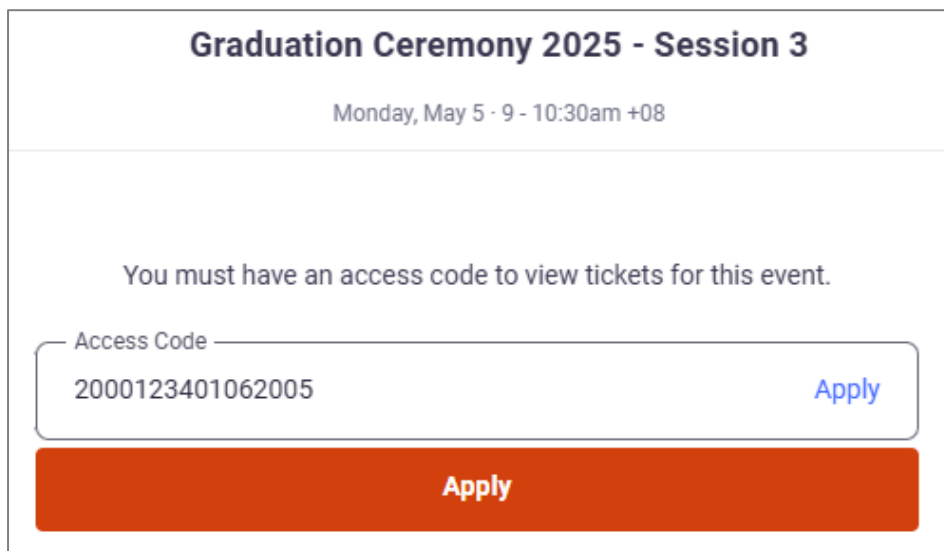 Graduation Ceremony 2025 - Session 3
Monday, May 5 · 9 - 10:30am +08
You must have an access code to view tickets for this event.
Access Code
2000123401062005 Apply
Apply